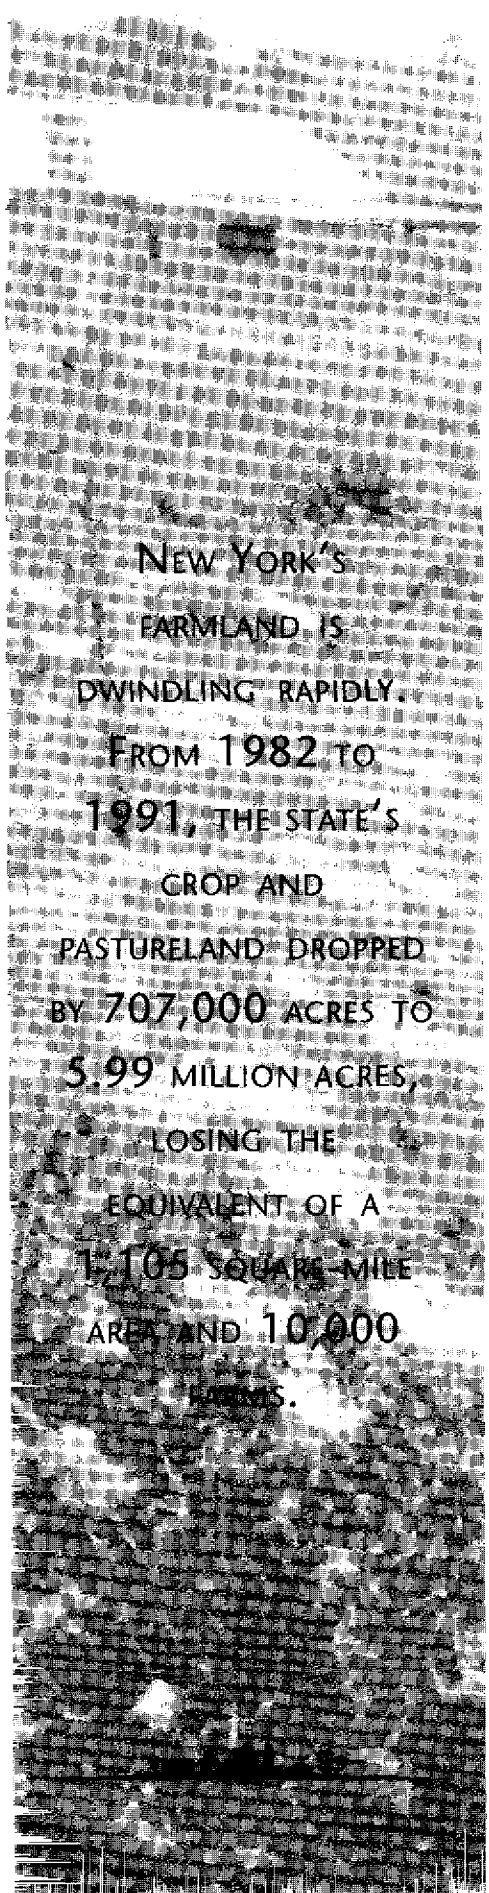 NEW YORK'S
FARMLAND IS
DWINDLING RAPIDLY.
FROM 1982 TO
1991, THE STATE'S
CROP AND
PASTURELAND DROPPED
BY 707,000 ACRES TO
5.99 MILLION ACRES,
LOSING THE
EQUIVALENT OF A
1,105 SQUARE-MILE
AREA AND 10,000
FARMS.